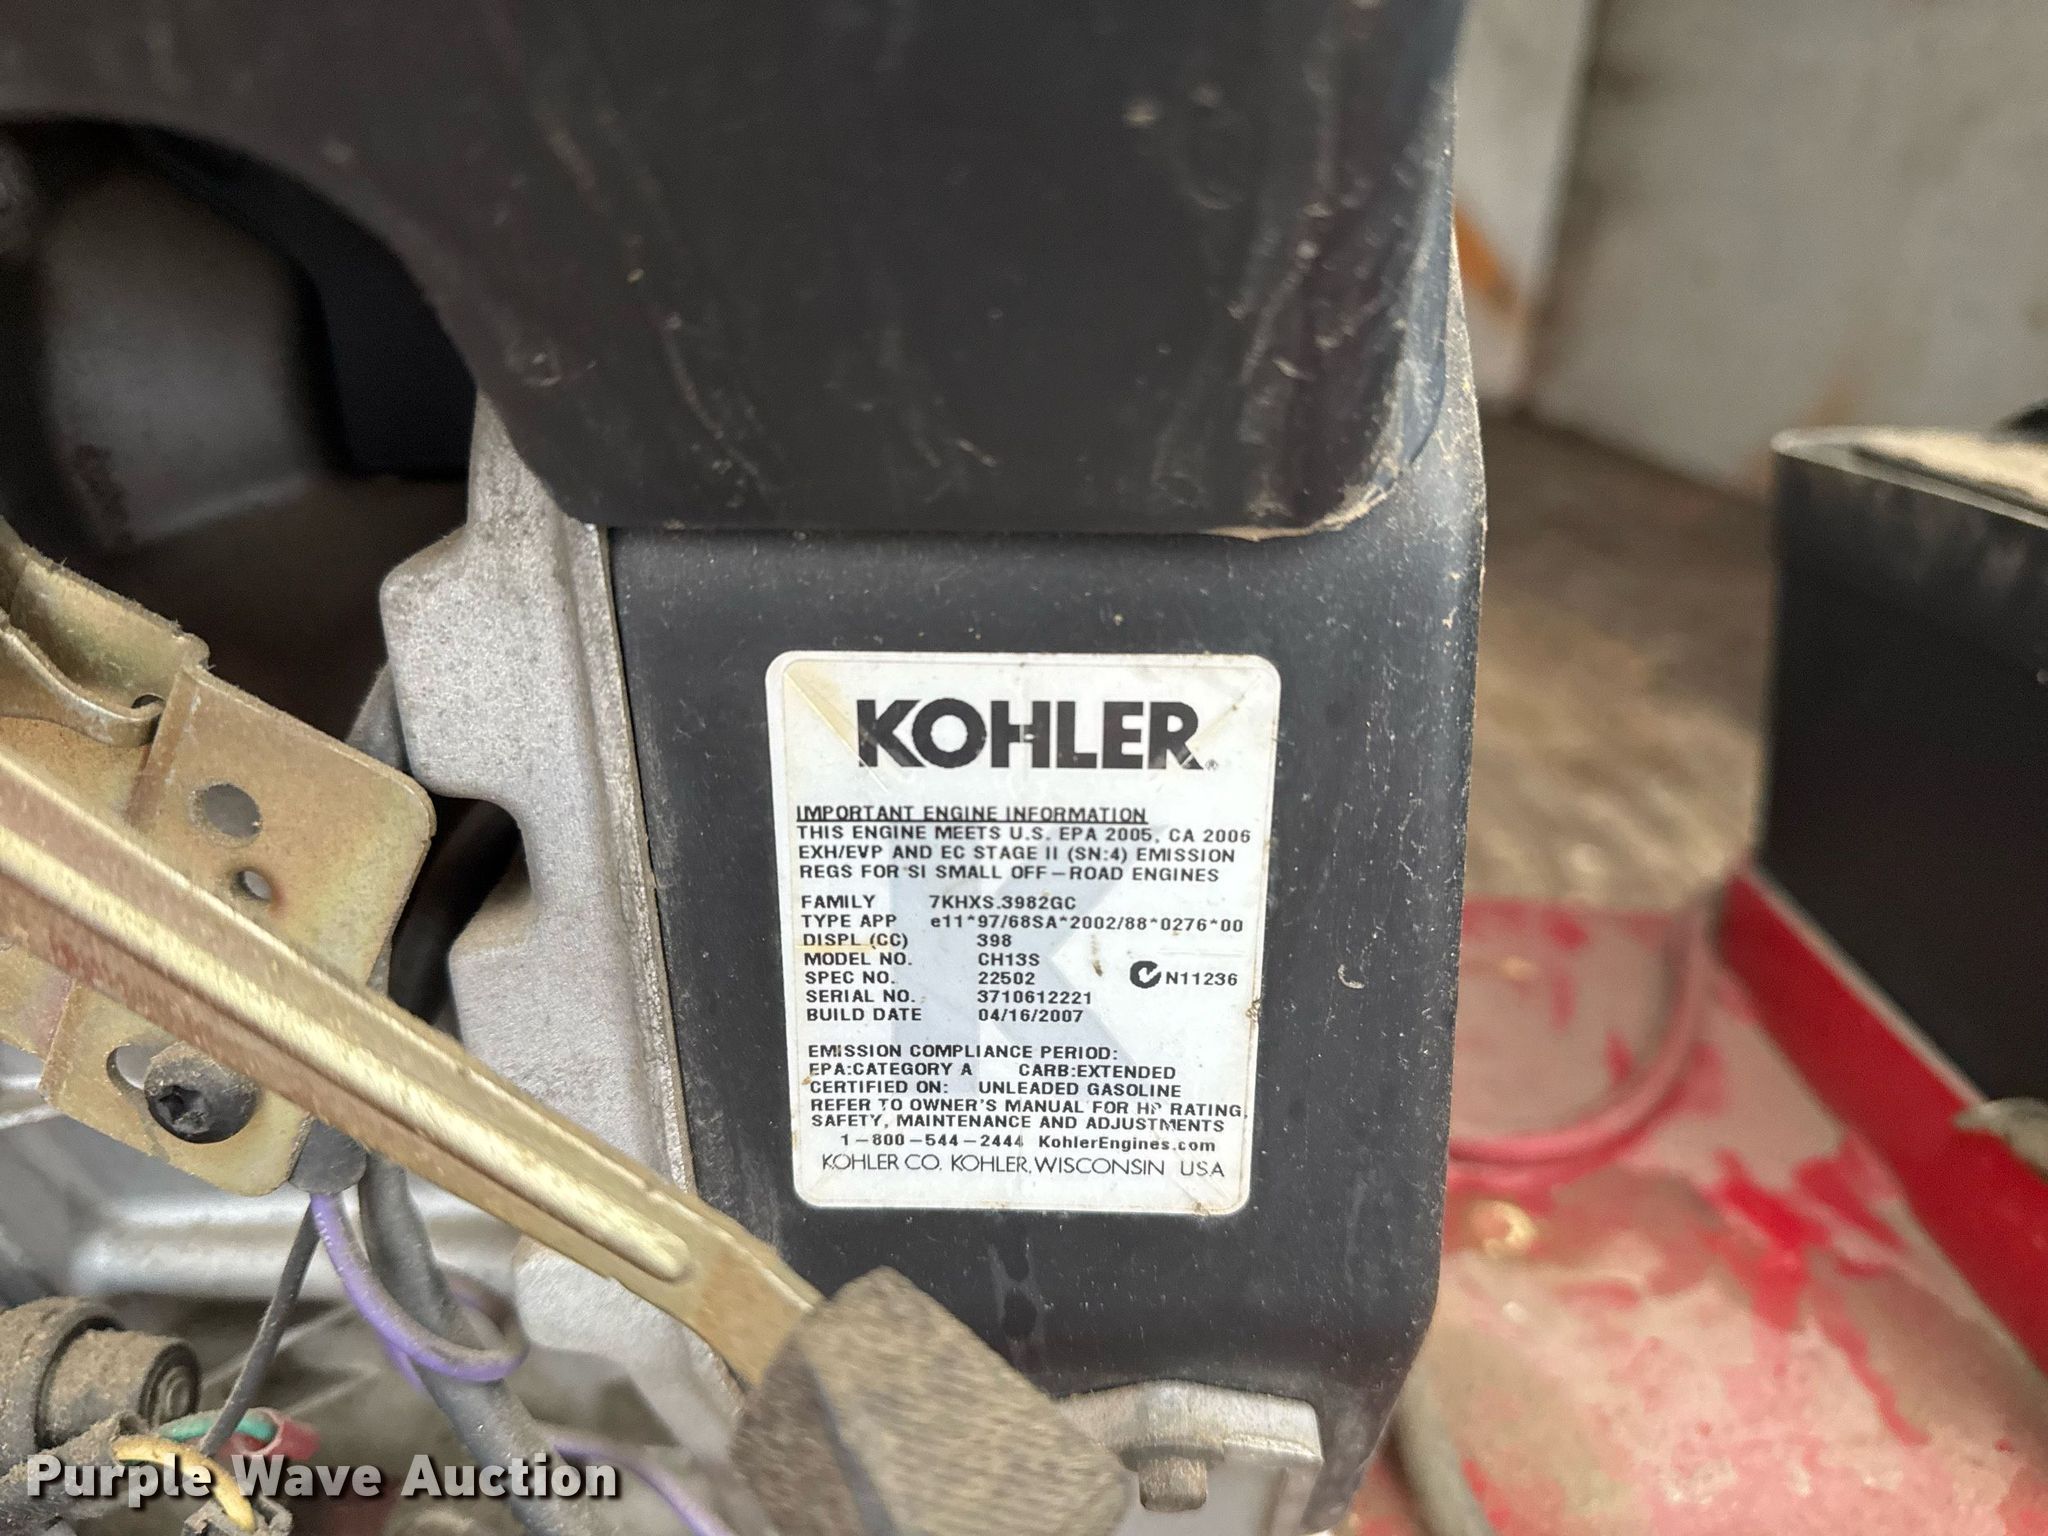 KOHLER®
IMPORTANT ENGINE INFORMATION
THIS ENGINE MEETS U.S. EPA 2005, CA 2006
EXH/EVP AND EC STAGE II (SN:4) EMISSION
REGS FOR SI SMALL OFF-ROAD ENGINES
FAMILY 7KHXS.3982GC
TYPE APP e11*97/68SA*2002/88*0276*00
DISPL (CC) 398
MODEL NO. CH13S
SPEC NO. 22502 N11236
SERIAL NO. 3710612221
BUILD DATE 04/16/2007
EMISSION COMPLIANCE PERIOD:
EPA:CATEGORY A CARB:EXTENDED
CERTIFIED ON: UNLEADED GASOLINE
REFER TO OWNER'S MANUAL FOR HP RATING,
SAFETY, MAINTENANCE AND ADJUSTMENTS
1-800-544-2444 KohlerEngines.com
KOHLER CO. KOHLER, WISCONSIN USA
Purple Wave Auction